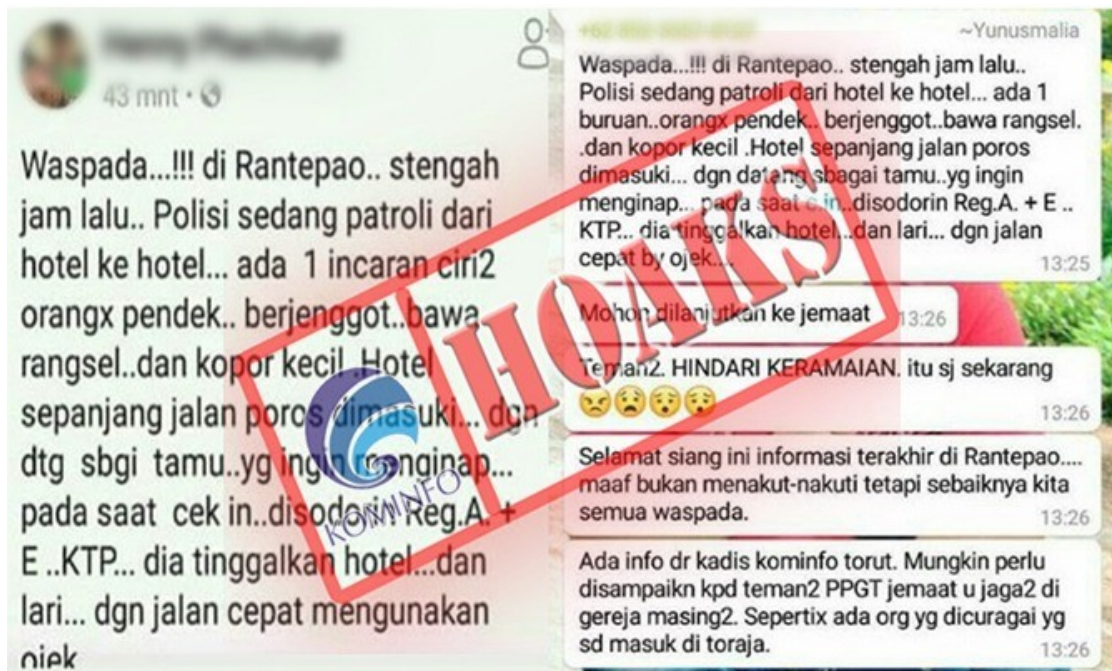 43 mnt
Waspada...!!! di Rantepao.. stengah
jam lalu.. Polisi sedang patroli dari
hotel ke hotel... ada 1 incaran ciri2
orangx pendek.. berjenggot..bawa
rangsel..dan kopor kecil .Hotel
sepanjang jalan poros dimasuki... dgn
dtg sbgi tamu..yg ingin menginap...
pada saat cek in..disodorin Reg.A. +
E ..KTP... dia tinggalkan hotel...dan
lari... dgn jalan cepat mengunakan
ojek
KOMINFO
HOAKS
~Yunusmalia
Waspada...!!! di Rantepao.. stengah jam lalu..
Polisi sedang patroli dari hotel ke hotel... ada 1
buruan..orangx pendek.. berjenggot..bawa rangsel.
.dan kopor kecil .Hotel sepanjang jalan poros
dimasuki... dgn datang sbagai tamu..yg ingin
menginap... pada saat c.in..disodorin Reg.A. + E ..
KTP... dia tinggalkan hotel...dan lari... dgn jalan
cepat by ojek....
13:25
Mohon dilanjutkan ke jemaat
13:26
Teman2. HINDARI KERAMAIAN. itu sj sekarang
13:26
Selamat siang ini informasi terakhir di Rantepao....
maaf bukan menakut-nakuti tetapi sebaiknya kita
semua waspada.
13:26
Ada info dr kadis kominfo torut. Mungkin perlu
disampaikn kpd teman2 PPGT jemaat u jaga2 di
gereja masing2. Sepertix ada org yg dicuragai yg
sd masuk di toraja.
13:26